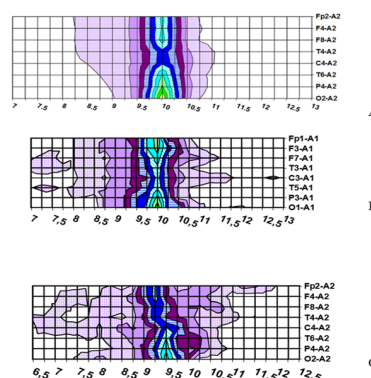 Fp2-A2
F4-A2
F8-A2
T4-A2
C4-A2
T6-A2
P4-A2
O2-A2
7 7.5 8 8.5 9 9.5 10 10.5 11 11.5 12 12.5 13
Fp1-A1
F3-A1
F7-A1
T3-A1
C3-A1
T5-A1
P3-A1
O1-A1
7 7,5 8 8,5 9 9,5 10 10,5 11 11,5 12 12,5 13
Fp2-A2
F4-A2
F8-A2
T4-A2
C4-A2
T6-A2
P4-A2
O2-A2
6,5 7 7,5 8 8,5 9 9,5 10 10,5 11 11,5 12 12,5